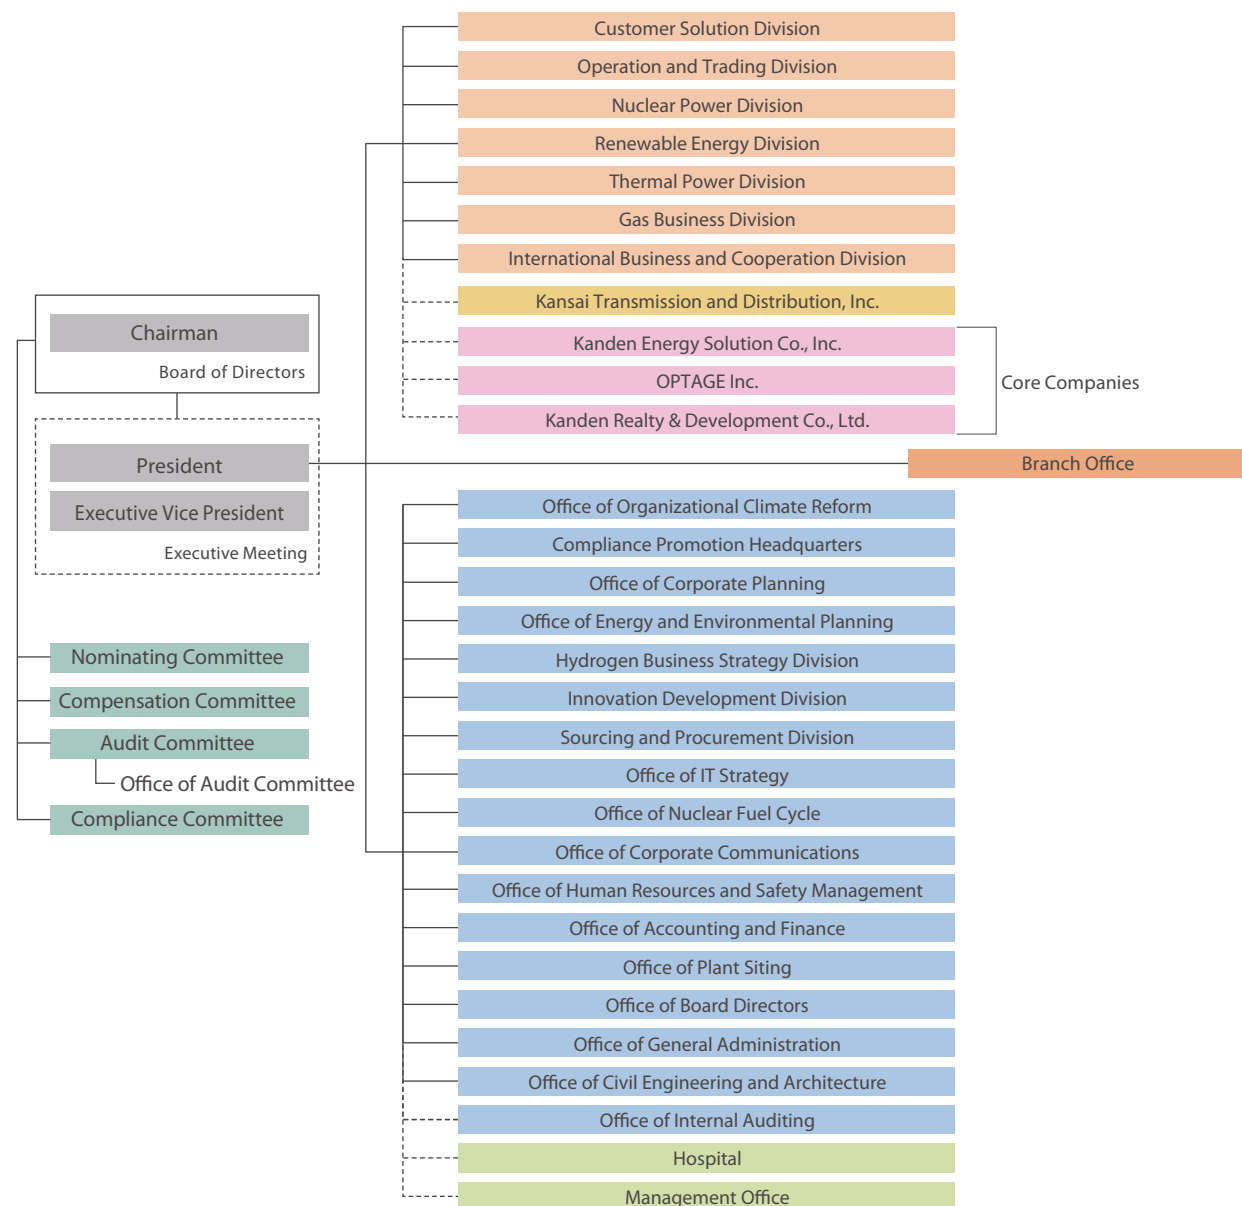 Customer Solution Division
Operation and Trading Division
Nuclear Power Division
Renewable Energy Division
Thermal Power Division
Gas Business Division
International Business and Cooperation Division
Kansai Transmission and Distribution, Inc.
Kanden Energy Solution Co., Inc.
OPTAGE Inc.
Kanden Realty & Development Co., Ltd.
Core Companies
Chairman
Board of Directors
President
Executive Vice President
Executive Meeting
Branch Office
Nominating Committee
Compensation Committee
Audit Committee
Office of Audit Committee
Compliance Committee
Office of Organizational Climate Reform
Compliance Promotion Headquarters
Office of Corporate Planning
Office of Energy and Environmental Planning
Hydrogen Business Strategy Division
Innovation Development Division
Sourcing and Procurement Division
Office of IT Strategy
Office of Nuclear Fuel Cycle
Office of Corporate Communications
Office of Human Resources and Safety Management
Office of Accounting and Finance
Office of Plant Siting
Office of Board Directors
Office of General Administration
Office of Civil Engineering and Architecture
Office of Internal Auditing
Hospital
Management Office